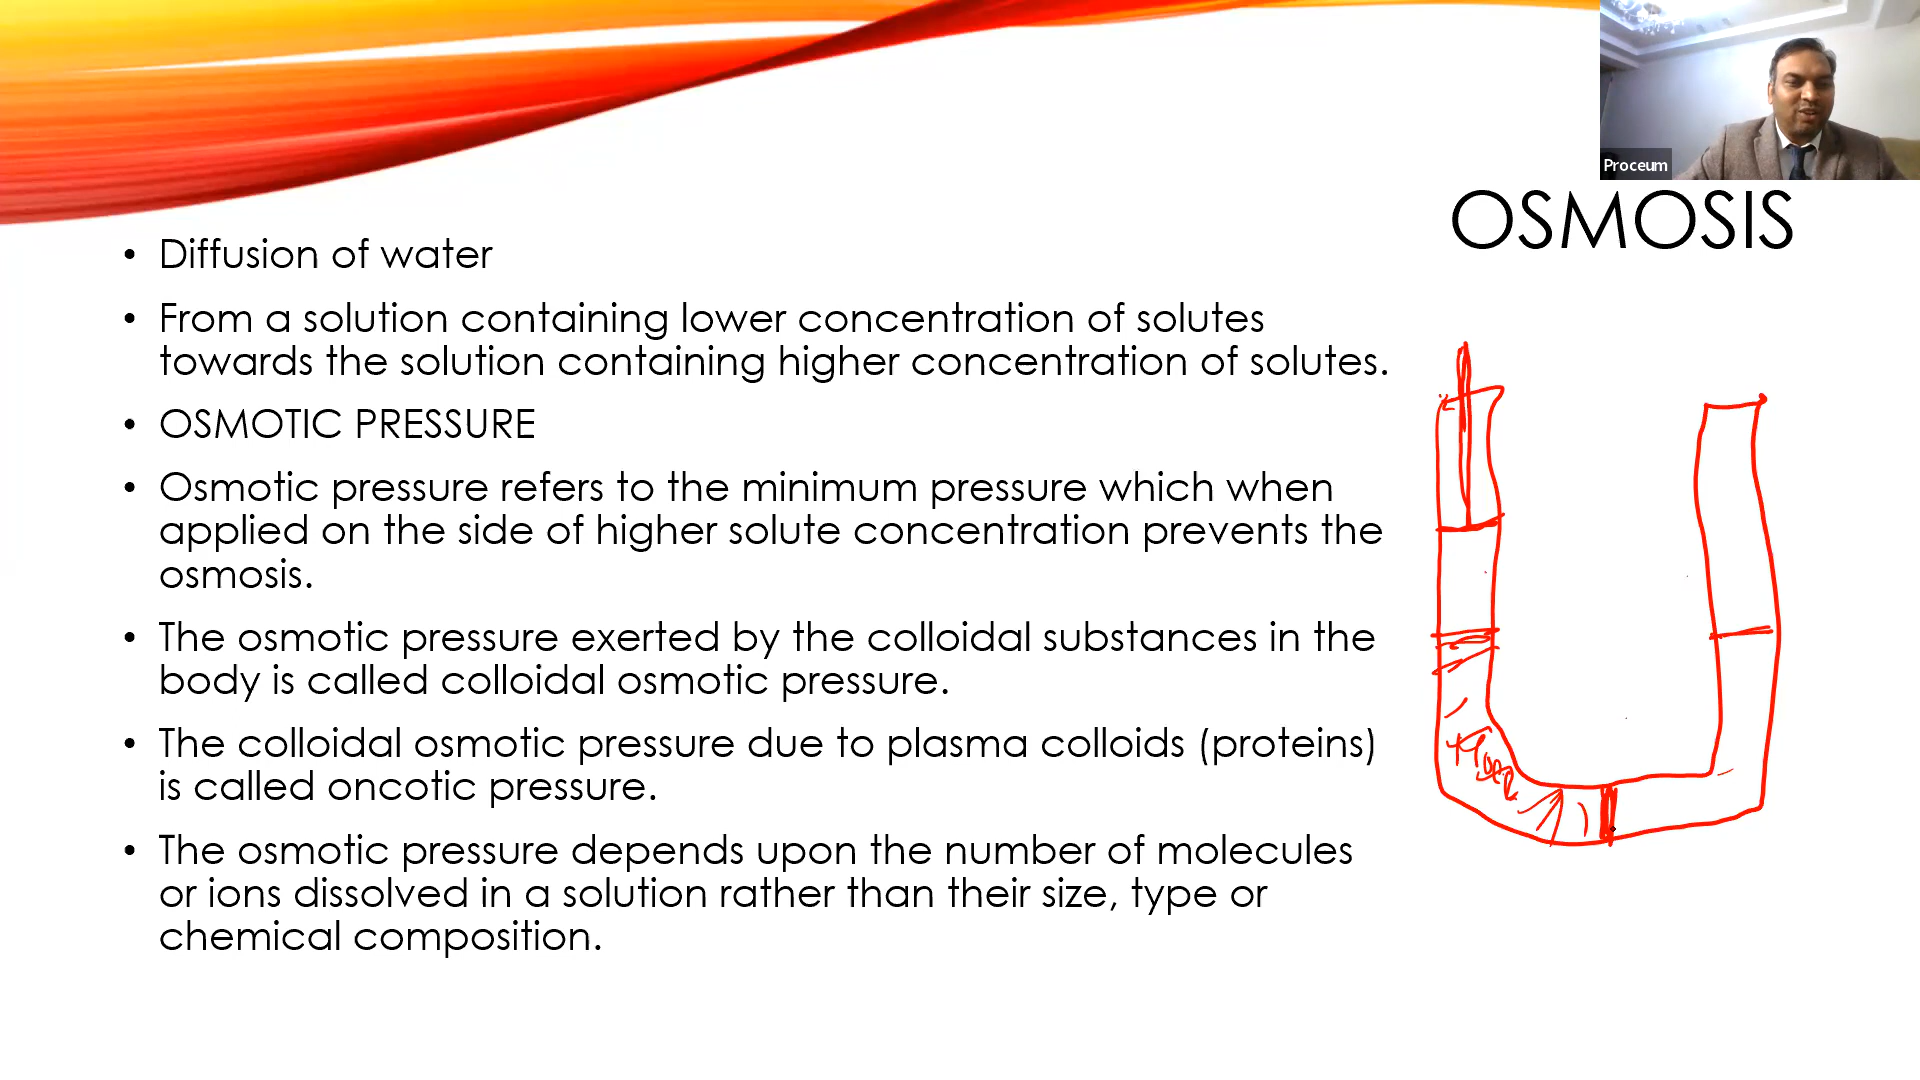 Proceum
OSMOSIS
• Diffusion of water
• From a solution containing lower concentration of solutes
towards the solution containing higher concentration of solutes.
• OSMOTIC PRESSURE
• Osmotic pressure refers to the minimum pressure which when
applied on the side of higher solute concentration prevents the
osmosis.
• The osmotic pressure exerted by the colloidal substances in the
body is called colloidal osmotic pressure.
• The colloidal osmotic pressure due to plasma colloids (proteins)
is called oncotic pressure.
• The osmotic pressure depends upon the number of molecules
or ions dissolved in a solution rather than their size, type or
chemical composition.